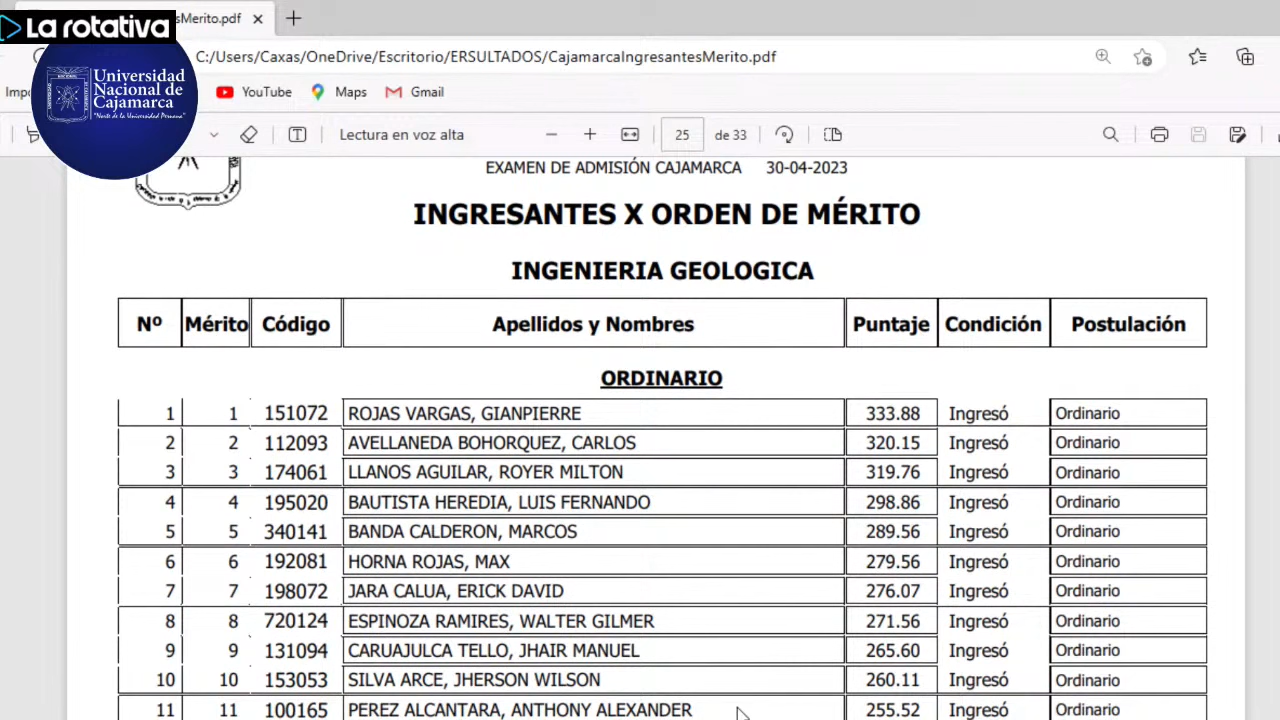 La rotativa
sMerito.pdf
C:/Users/Caxas/OneDrive/Escritorio/ERSULTADOS/CajamarcaIngresantesMerito.pdf
Universidad
Nacional de
Cajamarca
"Norte de la Universidad Peruana"
YouTube Maps Gmail
Lectura en voz alta 25 de 33
EXAMEN DE ADMISIÓN CAJAMARCA 30-04-2023
INGRESANTES X ORDEN DE MÉRITO
INGENIERIA GEOLOGICA
Nº Mérito Código Apellidos y Nombres Puntaje Condición Postulación
ORDINARIO
1 1 151072 ROJAS VARGAS, GIANPIERRE 333.88 Ingresó Ordinario
2 2 112093 AVELLANEDA BOHORQUEZ, CARLOS 320.15 Ingresó Ordinario
3 3 174061 LLANOS AGUILAR, ROYER MILTON 319.76 Ingresó Ordinario
4 4 195020 BAUTISTA HEREDIA, LUIS FERNANDO 298.86 Ingresó Ordinario
5 5 340141 BANDA CALDERON, MARCOS 289.56 Ingresó Ordinario
6 6 192081 HORNA ROJAS, MAX 279.56 Ingresó Ordinario
7 7 198072 JARA CALUA, ERICK DAVID 276.07 Ingresó Ordinario
8 8 720124 ESPINOZA RAMIRES, WALTER GILMER 271.56 Ingresó Ordinario
9 9 131094 CARUAJULCA TELLO, JHAIR MANUEL 265.60 Ingresó Ordinario
10 10 153053 SILVA ARCE, JHERSON WILSON 260.11 Ingresó Ordinario
11 11 100165 PEREZ ALCANTARA, ANTHONY ALEXANDER 255.52 Ingresó Ordinario